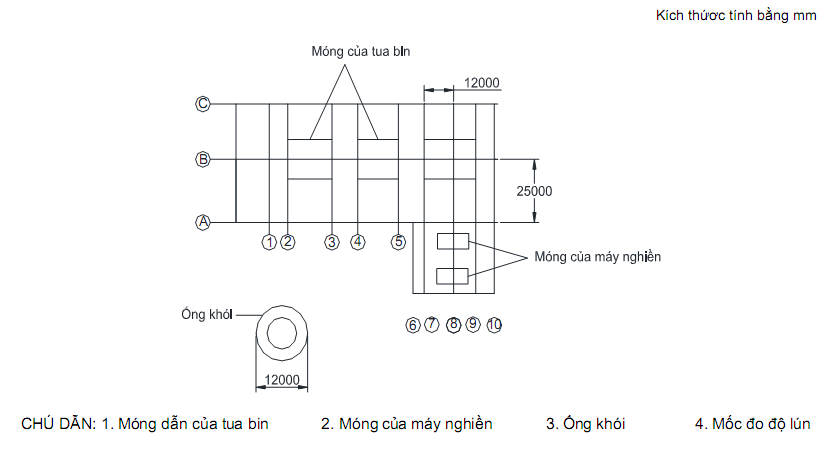 Kích thước tính bằng mm
Móng của tua bin
12000
C
B
25000
A
1 2 3 4 5
Móng của máy nghiền
Ống khói
6 7 8 9 10
12000
CHÚ DẪN: 1. Móng dẫn của tua bin 2. Móng của máy nghiền 3. Ống khói 4. Mốc đo độ lún